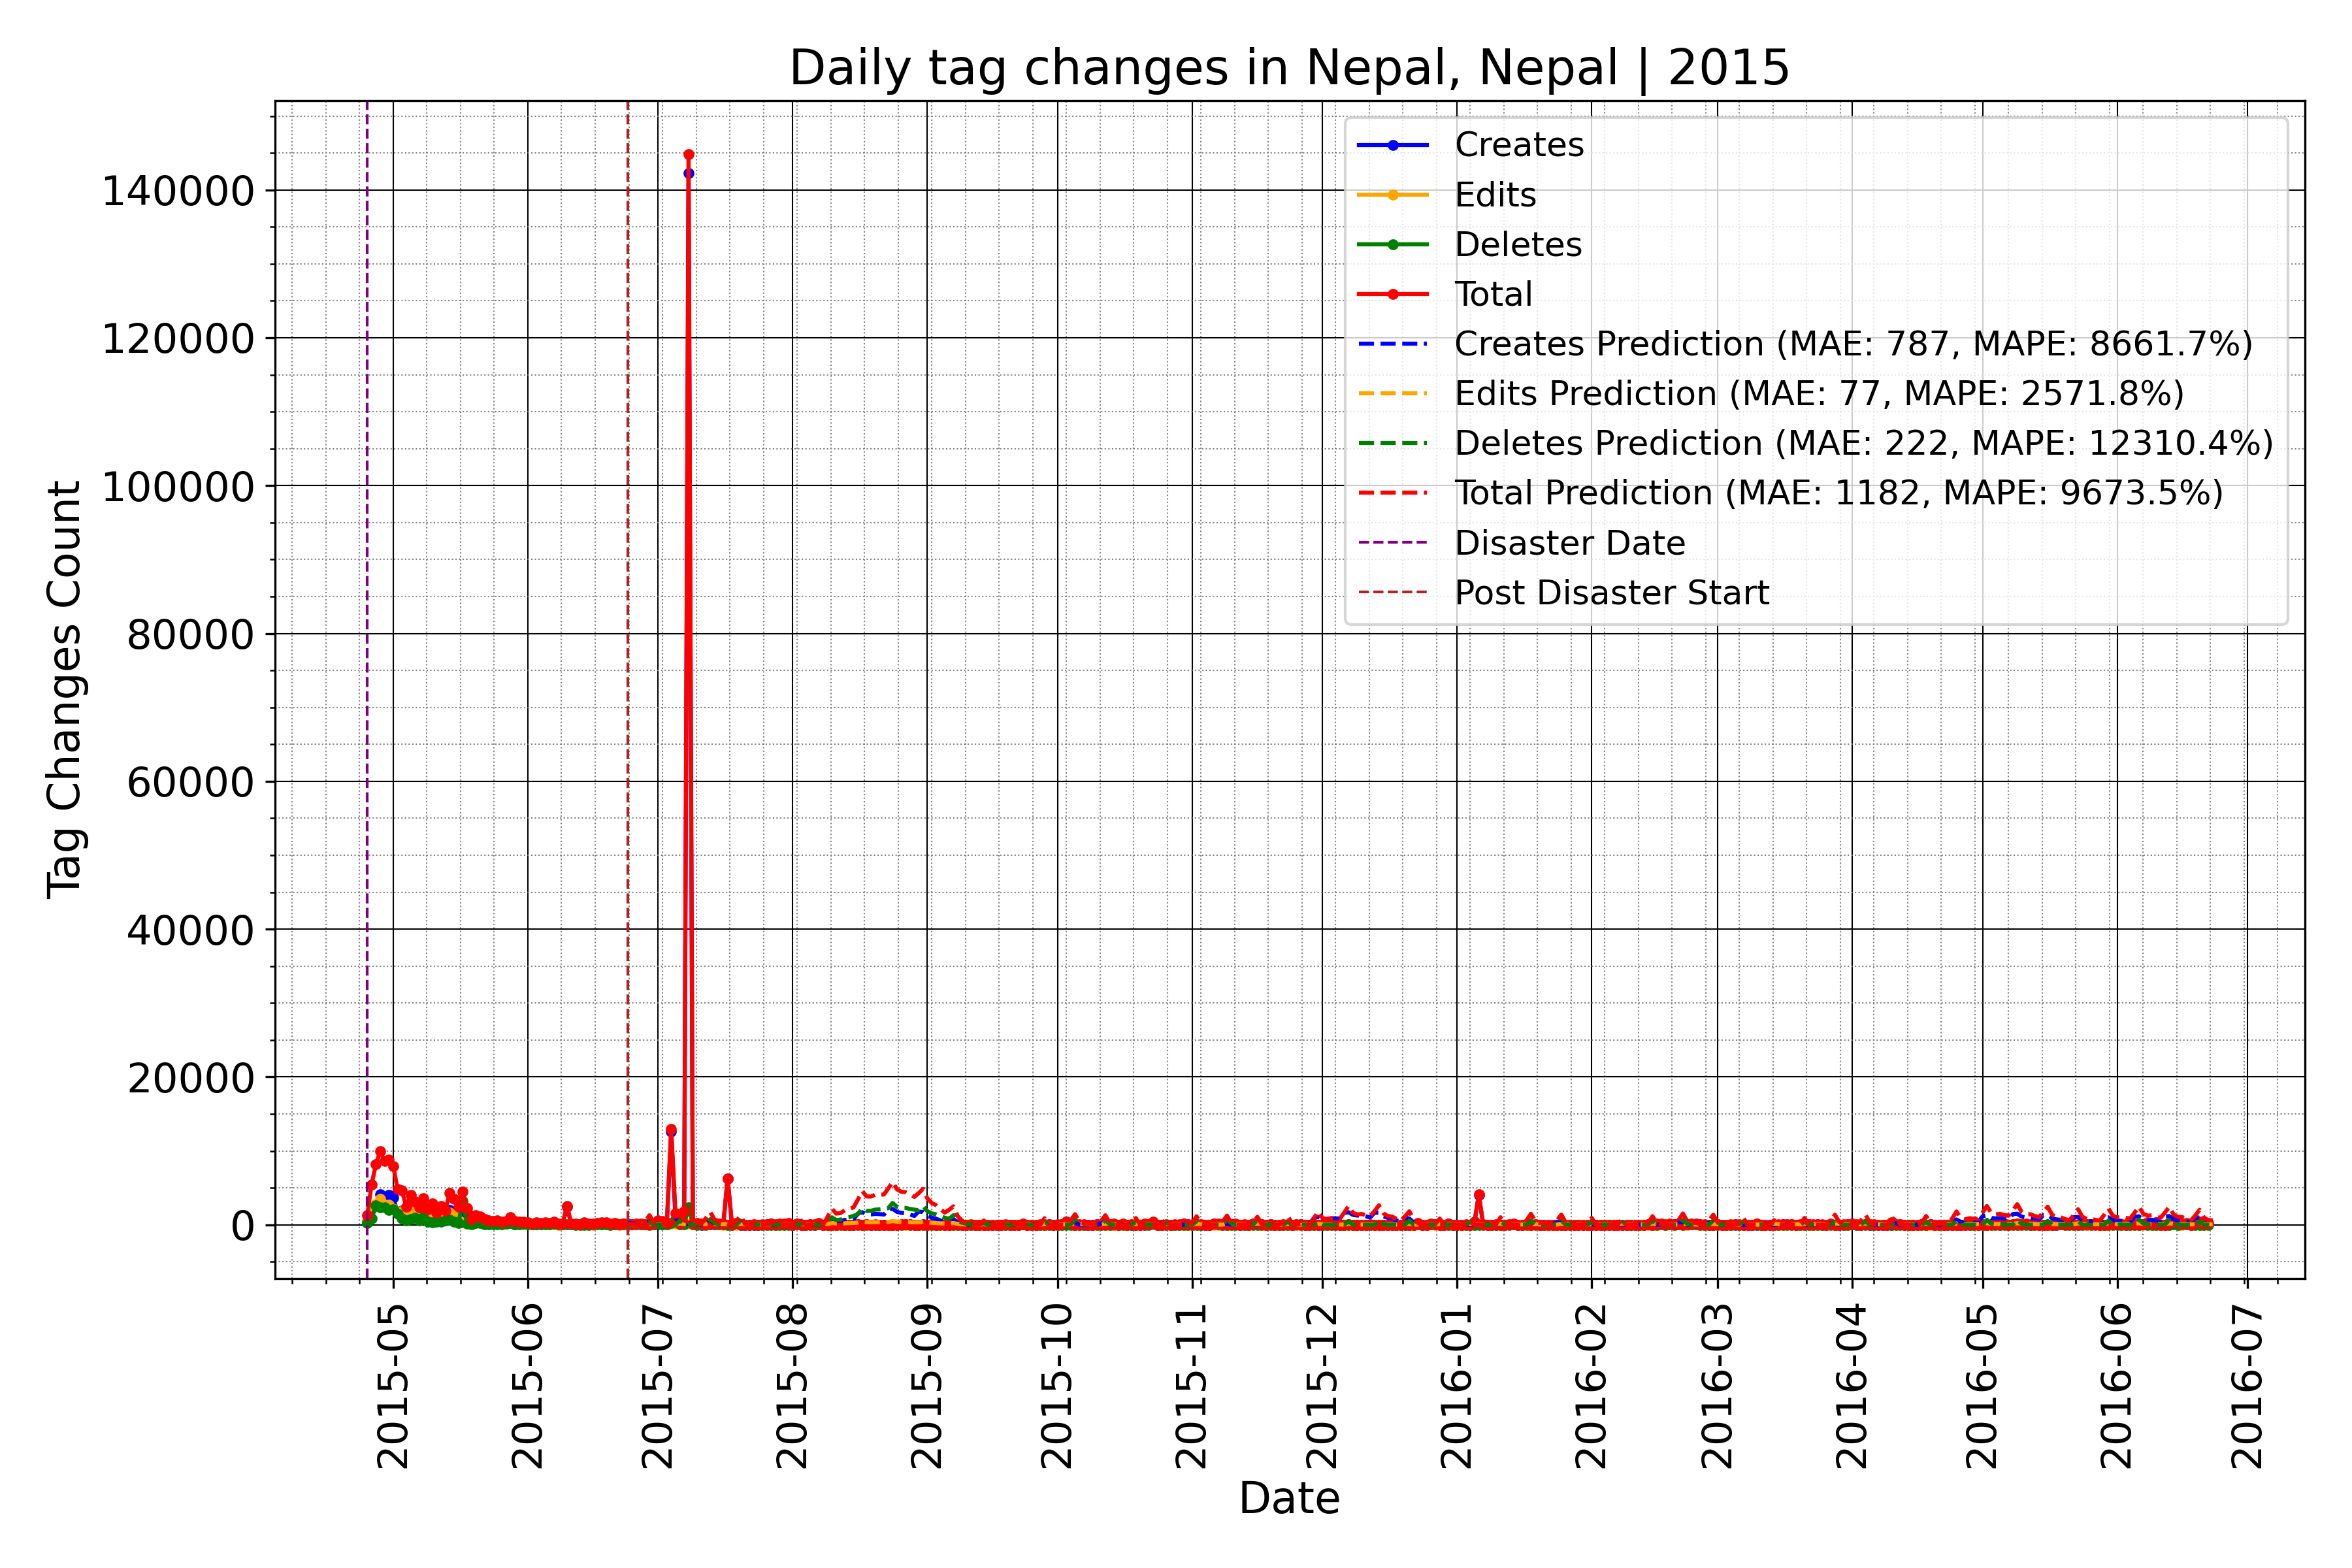 Daily tag changes in Nepal, Nepal | 2015
Tag Changes Count
140000
120000
100000
80000
60000
40000
20000
0
Creates
Edits
Deletes
Total
Creates Prediction (MAE: 787, MAPE: 8661.7%)
Edits Prediction (MAE: 77, MAPE: 2571.8%)
Deletes Prediction (MAE: 222, MAPE: 12310.4%)
Total Prediction (MAE: 1182, MAPE: 9673.5%)
Disaster Date
Post Disaster Start
2015-05
2015-06
2015-07
2015-08
2015-09
2015-10
2015-11
2015-12
2016-01
2016-02
2016-03
2016-04
2016-05
2016-06
2016-07
Date